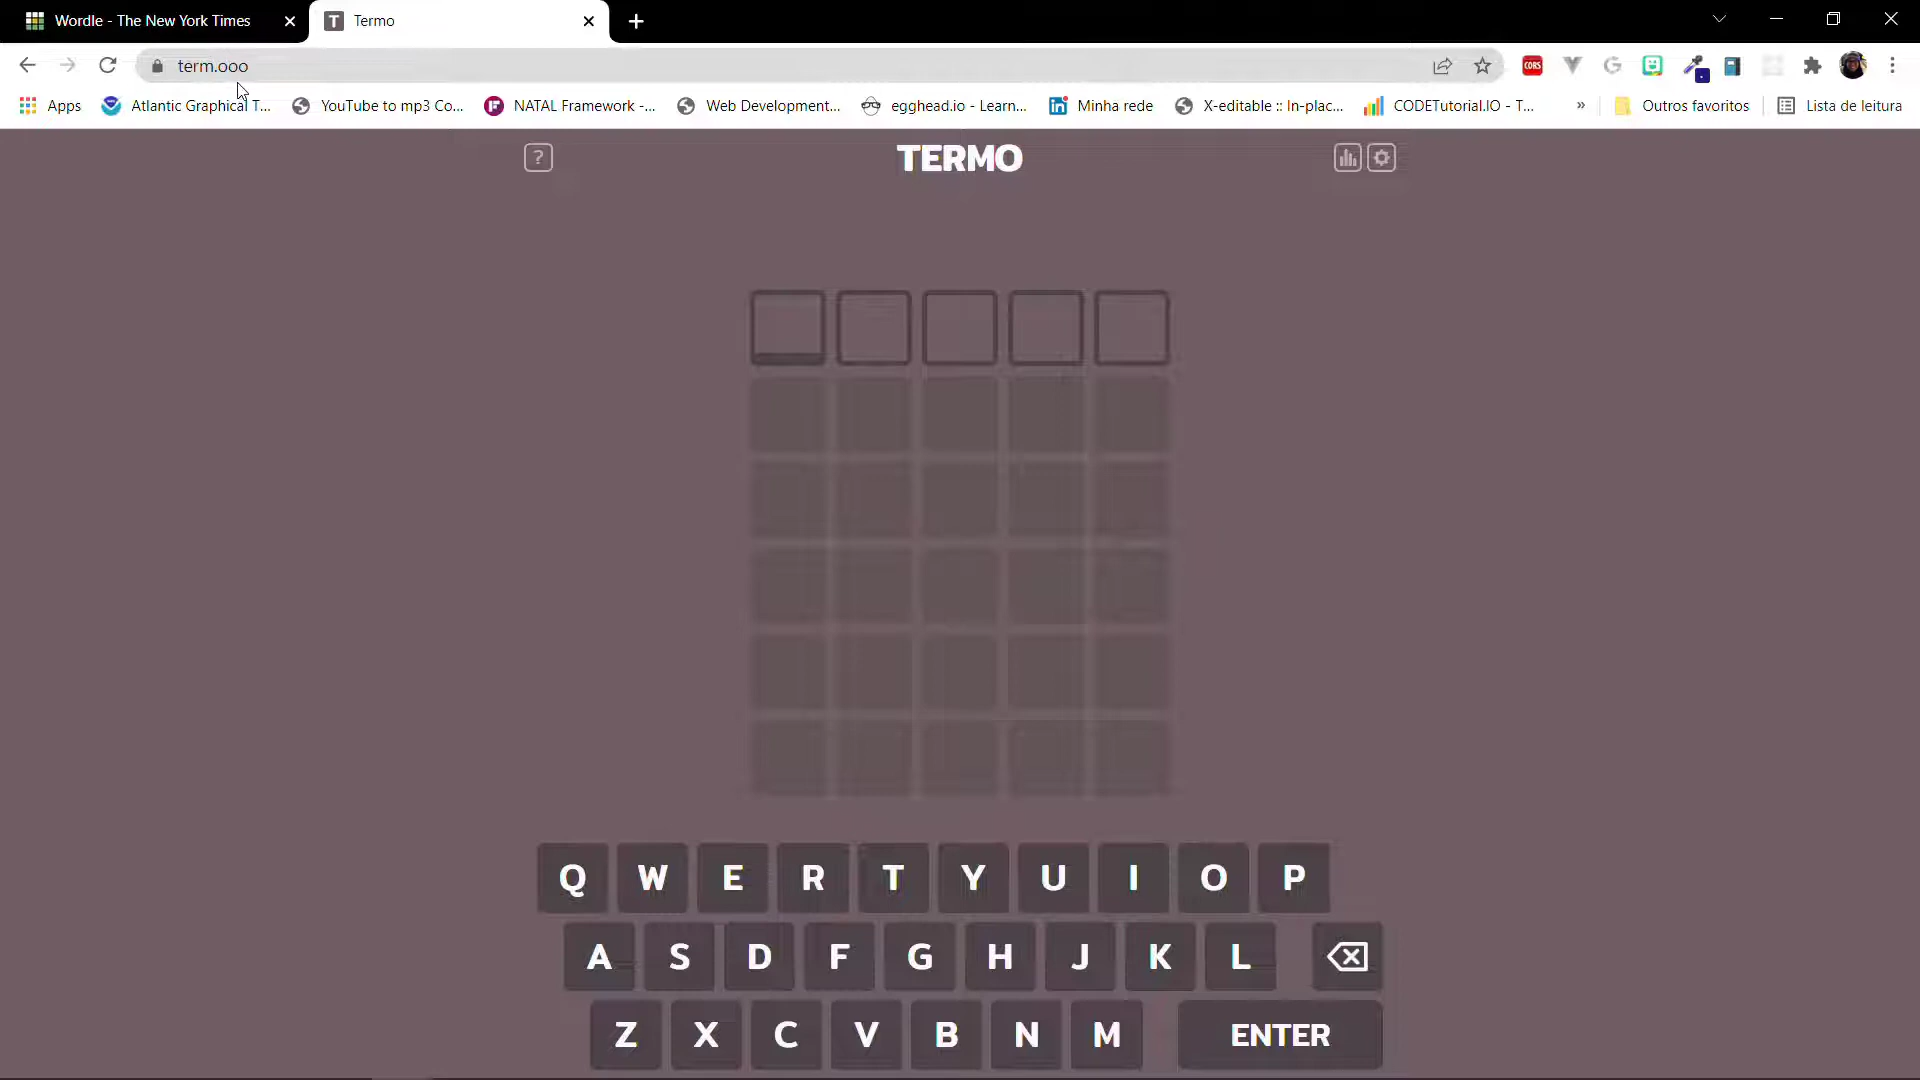 Wordle - The New York Times
T Termo
term.ooo
CORS
Apps Atlantic Graphical T... YouTube to mp3 Co... NATAL Framework -... Web Development... egghead.io - Learn... Minha rede X-editable :: In-plac... CODETutorial.IO - T... » Outros favoritos Lista de leitura
? TERMO
Q W E R T Y U I O P
A S D F G H J K L
Z X C V B N M ENTER